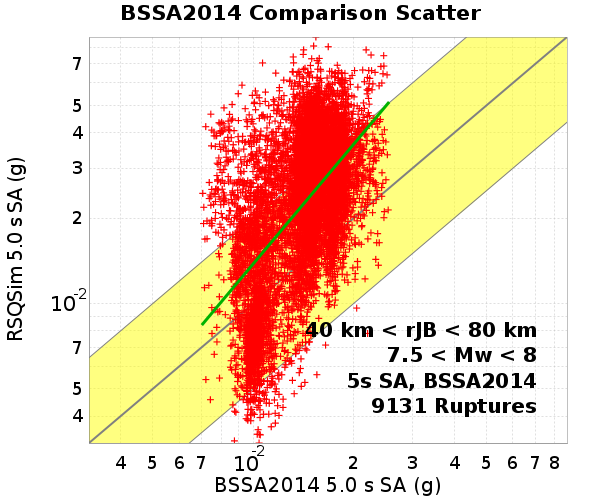 BSSA2014 Comparison Scatter
RSQSim 5.0 s SA (g)
7
5
4
3
2
10-2
7
5
4
40 km < rJB < 80 km
7.5 < Mw < 8
5s SA, BSSA2014
9131 Ruptures
4 5 6 7 10-2 2 3 4 5 6 7 8
BSSA2014 5.0 s SA (g)